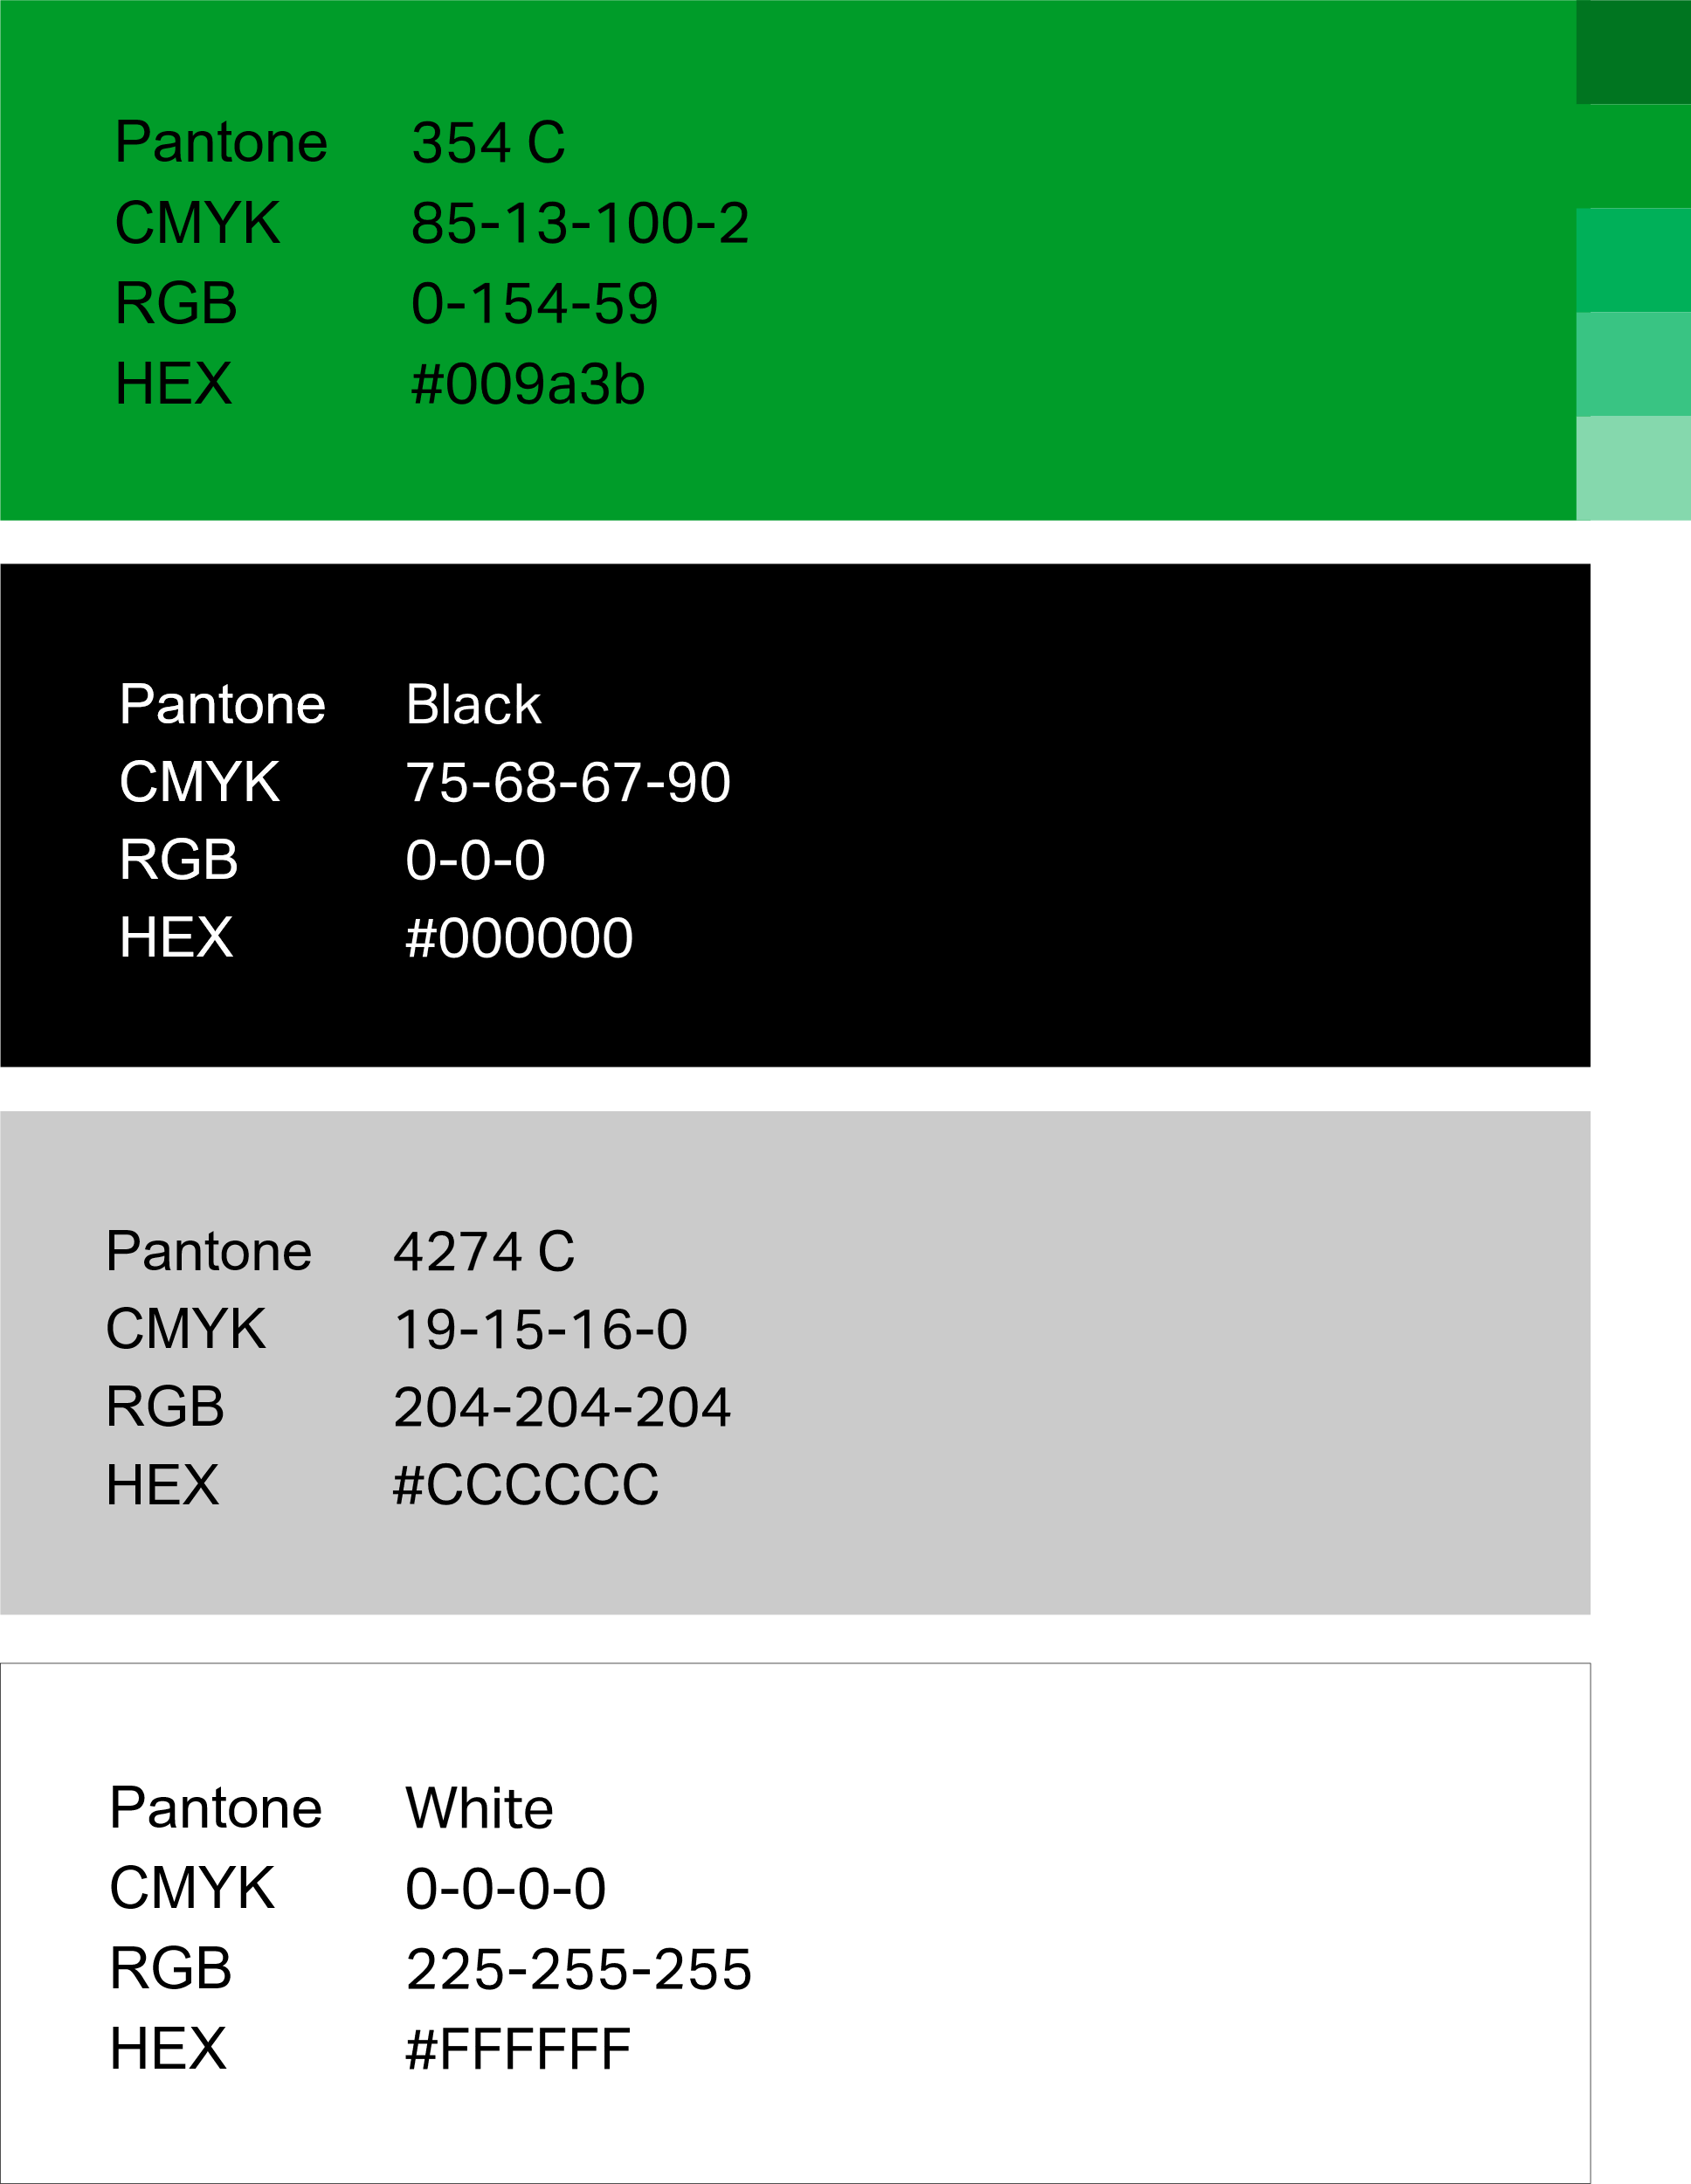 Pantone 354 C
CMYK 85-13-100-2
RGB 0-154-59
HEX #009a3b
Pantone Black
CMYK 75-68-67-90
RGB 0-0-0
HEX #000000
Pantone 4274 C
CMYK 19-15-16-0
RGB 204-204-204
HEX #CCCCCC
Pantone White
CMYK 0-0-0-0
RGB 225-255-255
HEX #FFFFFF